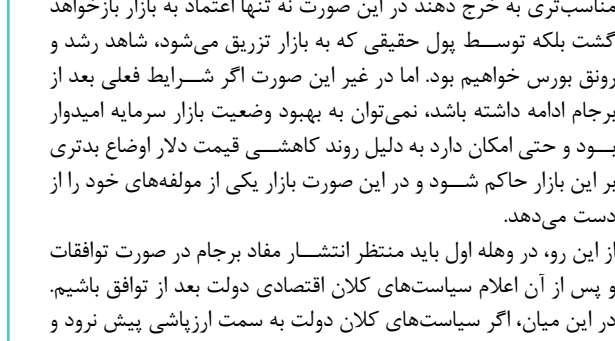 مناسب‌تری به خرج دهند در این صورت نه تنها اعتماد به بازار بازخواهد
گشت بلکه توسط پول حقیقی که به بازار تزریق می‌شود، شاهد رشد و
رونق بورس خواهیم بود. اما در غیر این صورت اگر شرایط فعلی بعد از
برجام ادامه داشته باشد، نمی‌توان به بهبود وضعیت بازار سرمایه امیدوار
بود و حتی امکان دارد به دلیل روند کاهشی قیمت دلار اوضاع بدتری
بر این بازار حاکم شود و در این صورت بازار یکی از مولفه‌های خود را از
دست می‌دهد.
از این رو، در وهله اول باید منتظر انتشار مفاد برجام در صورت توافقات
و پس از آن اعلام سیاست‌های کلان اقتصادی دولت بعد از توافق باشیم.
در این میان، اگر سیاست‌های کلان دولت به سمت ارزپاشی پیش نرود و